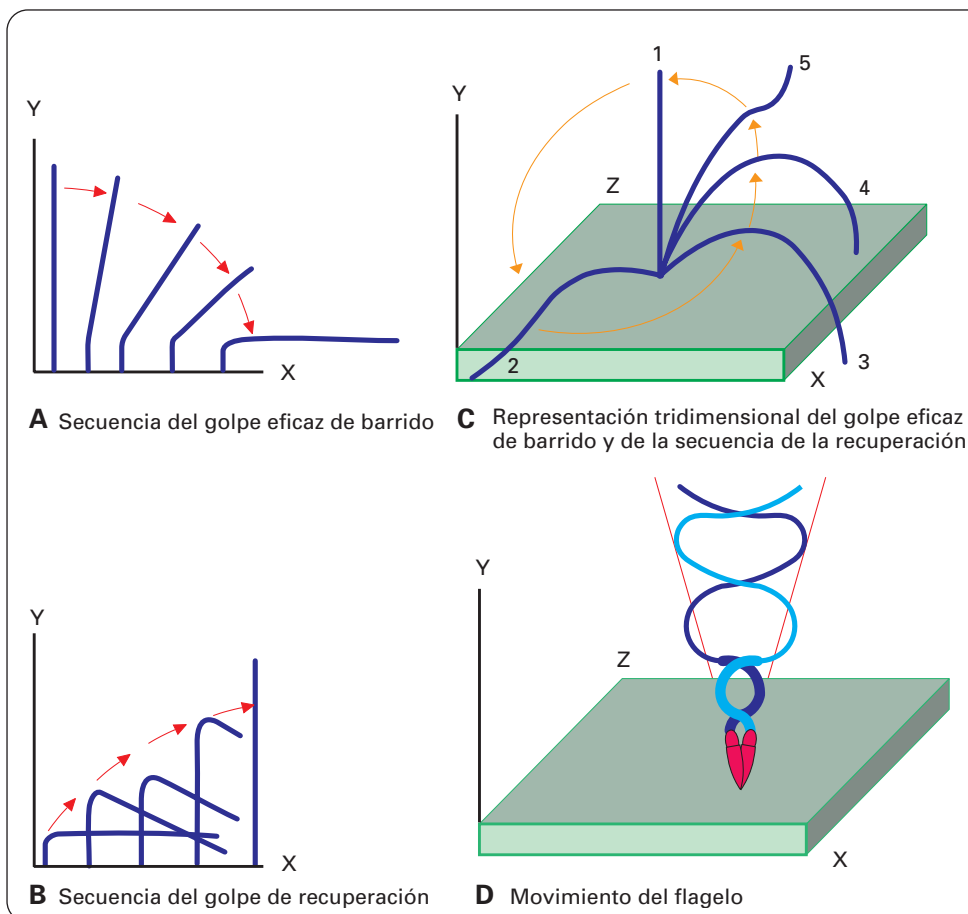 Y
X
A Secuencia del golpe eficaz de barrido
Y
1
5
Z
4
2
3
X
C Representación tridimensional del golpe eficaz
de barrido y de la secuencia de la recuperación
Y
X
B Secuencia del golpe de recuperación
Y
Z
X
D Movimiento del flagelo